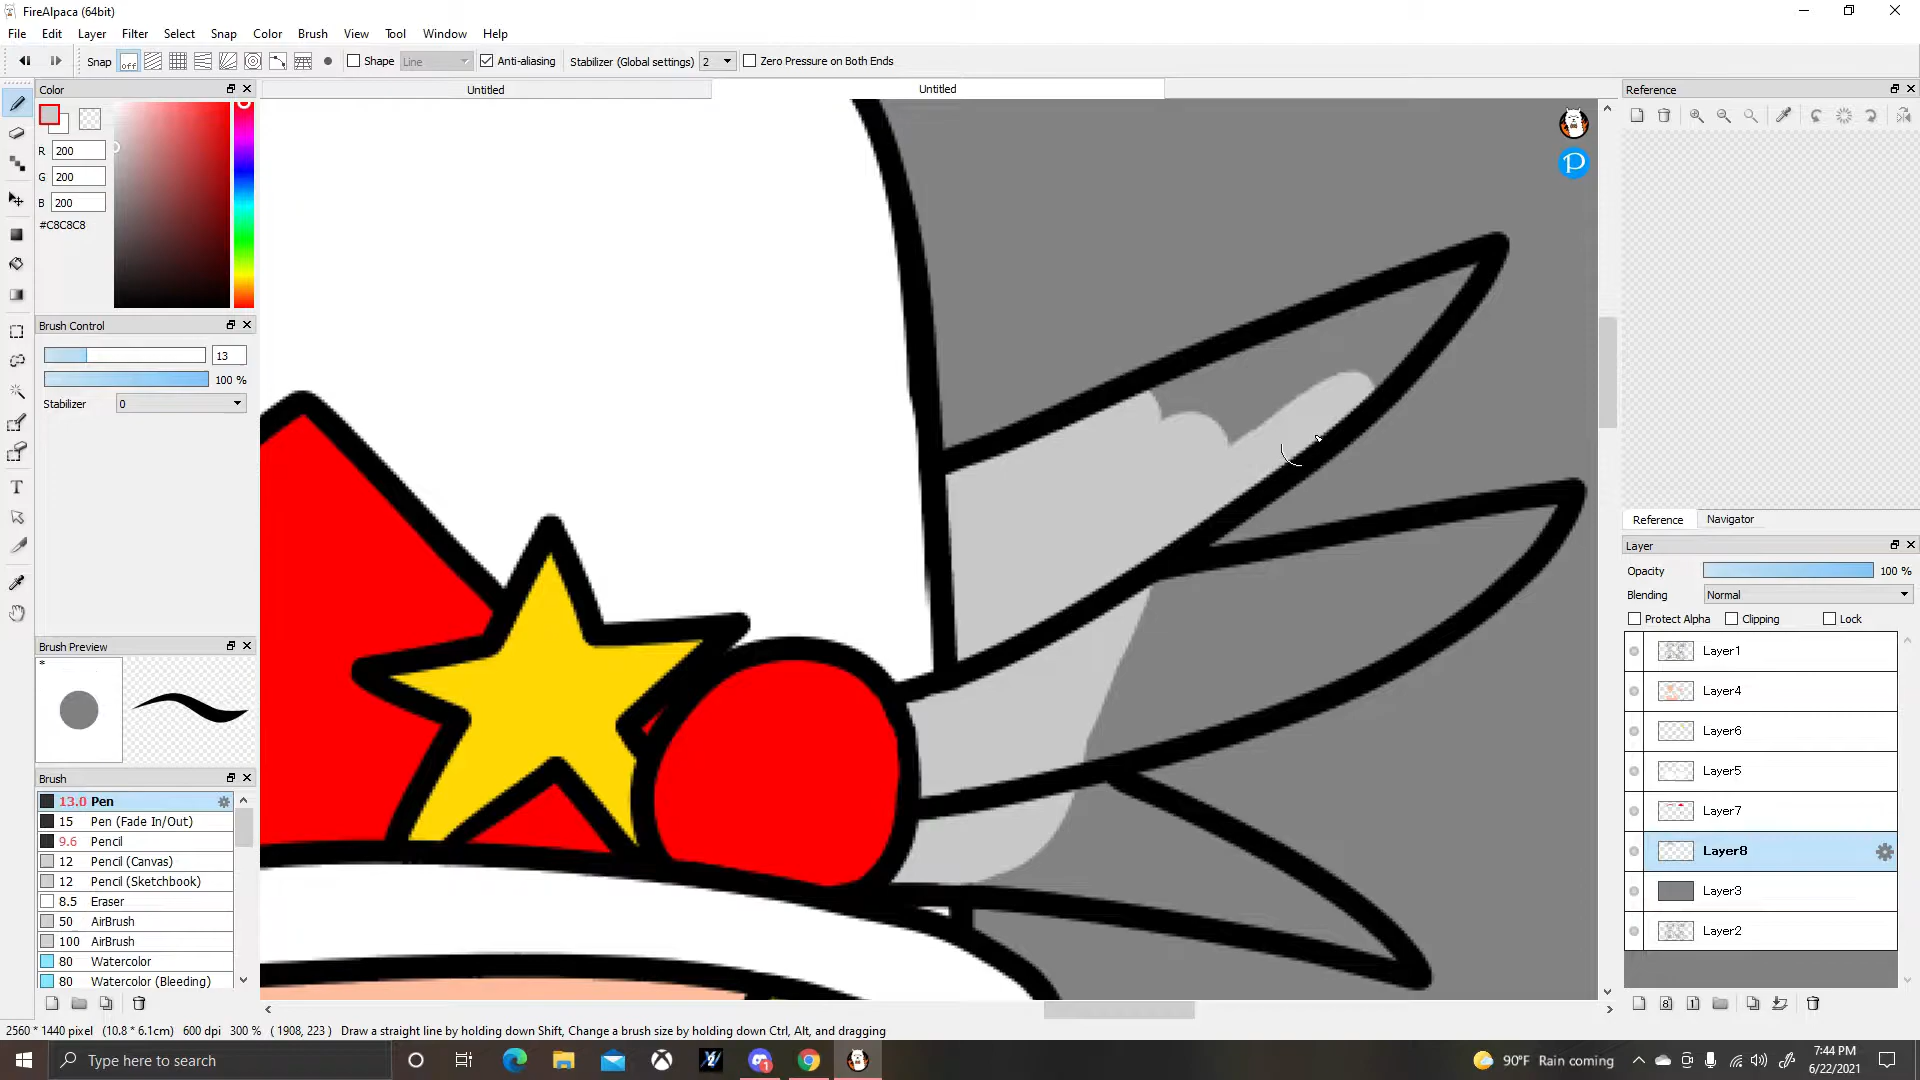 FireAlpaca (64bit)
File Edit Layer Filter Select Snap Color Brush View Tool Window Help
Snap off Shape Line Anti-aliasing Stabilizer (Global settings) 2 Zero Pressure on Both Ends
Color
Untitled
Untitled
Reference
R 200
G 200
B 200
#C8C8C8
Brush Control
13
100 %
Stabilizer 0
Reference Navigator
Layer
Opacity 100 %
Blending Normal
Protect Alpha Clipping Lock
Brush Preview
*
Layer1
Layer4
Layer6
Layer5
Layer7
Layer8
Layer3
Layer2
Brush
13.0 Pen
15 Pen (Fade In/Out)
9.6 Pencil
12 Pencil (Canvas)
12 Pencil (Sketchbook)
8.5 Eraser
50 AirBrush
100 AirBrush
80 Watercolor
80 Watercolor (Bleeding)
2560 * 1440 pixel (10.8 * 6.1cm) 600 dpi 300 % ( 1908, 223 ) Draw a straight line by holding down Shift, Change a brush size by holding down Ctrl, Alt, and dragging
Type here to search
90°F Rain coming
7:44 PM
6/22/2021